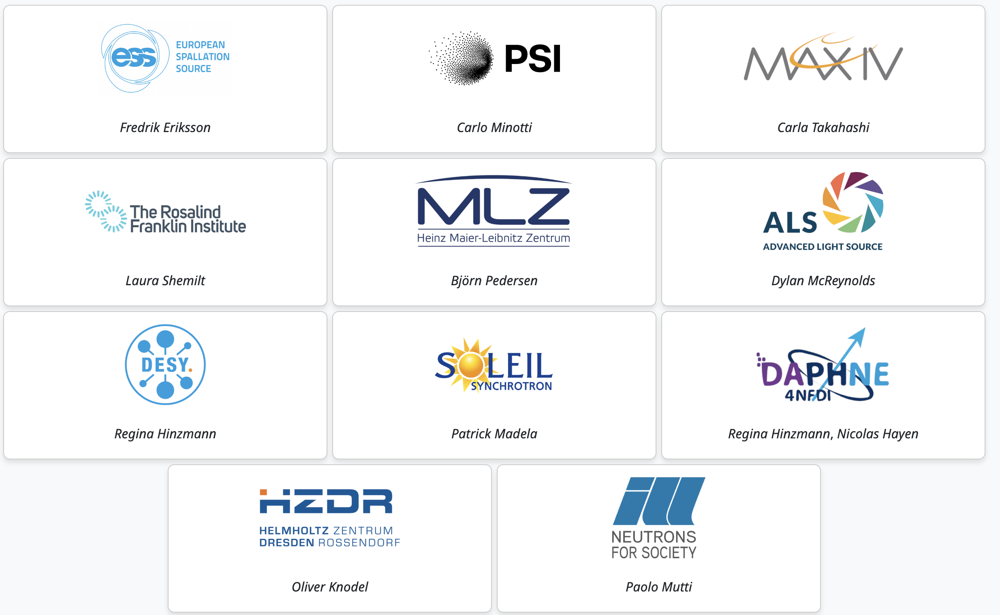 ess
EUROPEAN
SPALLATION
SOURCE
Fredrik Eriksson
PSI
Carlo Minotti
MAX IV
Carla Takahashi
The Rosalind
Franklin Institute
Laura Shemilt
MLZ
Heinz Maier-Leibnitz Zentrum
Björn Pedersen
ALS
ADVANCED LIGHT SOURCE
Dylan McReynolds
DESY.
Regina Hinzmann
SOLEIL
SYNCHROTRON
Patrick Madela
DAPHNE
4NFDI
Regina Hinzmann, Nicolas Hayen
HZDR
HELMHOLTZ ZENTRUM
DRESDEN ROSSENDORF
Oliver Knodel
ill
NEUTRONS
FOR SOCIETY
Paolo Mutti